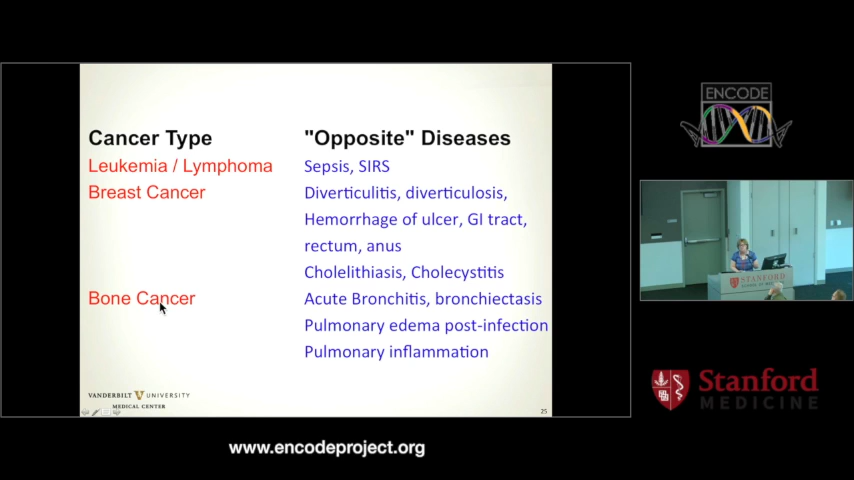 Cancer Type "Opposite" Diseases
Leukemia / Lymphoma Sepsis, SIRS
Breast Cancer Diverticulitis, diverticulosis,
Hemorrhage of ulcer, GI tract,
rectum, anus
Cholelithiasis, Cholecystitis
Bone Cancer Acute Bronchitis, bronchiectasis
Pulmonary edema post-infection
Pulmonary inflammation
VANDERBILT V UNIVERSITY
MEDICAL CENTER
25
ENCODE
STANFORD
Stanford
MEDICINE
www.encodeproject.org